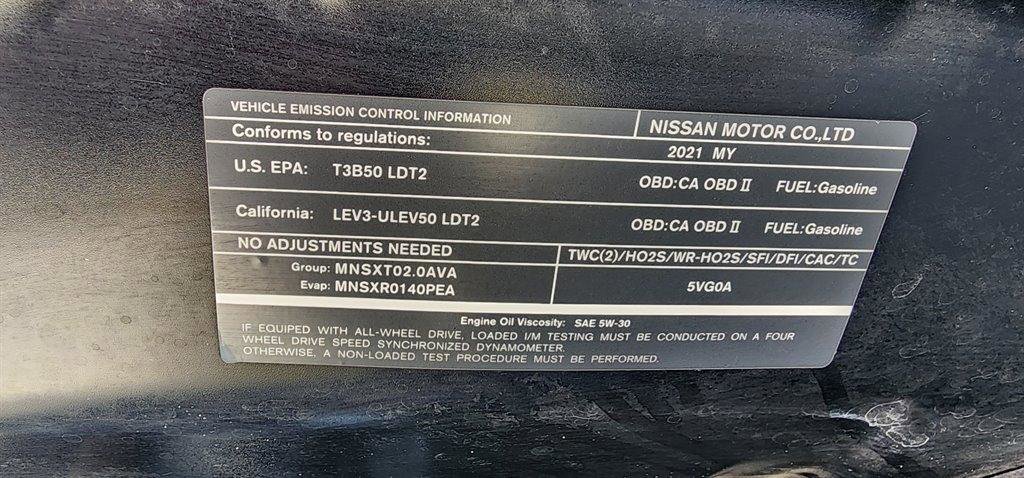 VEHICLE EMISSION CONTROL INFORMATION
NISSAN MOTOR CO.,LTD
Conforms to regulations:
2021 MY
U.S. EPA: T3B50 LDT2
OBD:CA OBD II FUEL:Gasoline
California: LEV3-ULEV50 LDT2
OBD:CA OBD II FUEL:Gasoline
NO ADJUSTMENTS NEEDED
TWC(2)/HO2S/WR-HO2S/SFI/DFI/CAC/TC
Group: MNSXT02.0AVA
Evap: MNSXR0140PEA
5VG0A
Engine Oil Viscosity: SAE 5W-30
IF EQUIPED WITH ALL-WHEEL DRIVE, LOADED I/M TESTING MUST BE CONDUCTED ON A FOUR
WHEEL DRIVE SPEED SYNCHRONIZED DYNAMOMETER.
OTHERWISE, A NON-LOADED TEST PROCEDURE MUST BE PERFORMED.